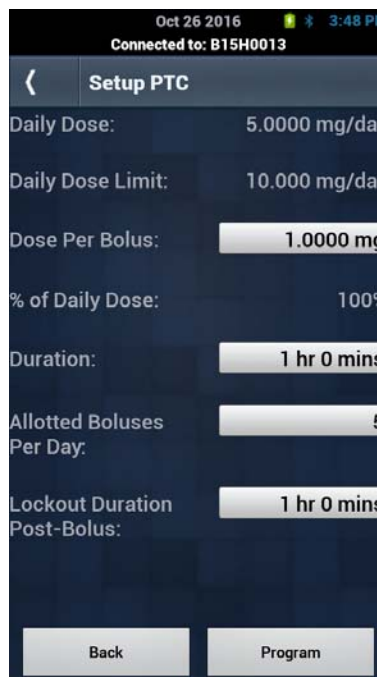 Oct 26 2016 3:48 P
Connected to: B15H0013
Setup PTC
Daily Dose: 5.0000 mg/da
Daily Dose Limit: 10.000 mg/da
Dose Per Bolus: 1.0000 mg
% of Daily Dose: 100%
Duration: 1 hr 0 mins
Allotted Boluses
Per Day: 5
Lockout Duration
Post-Bolus: 1 hr 0 mins
Back Program